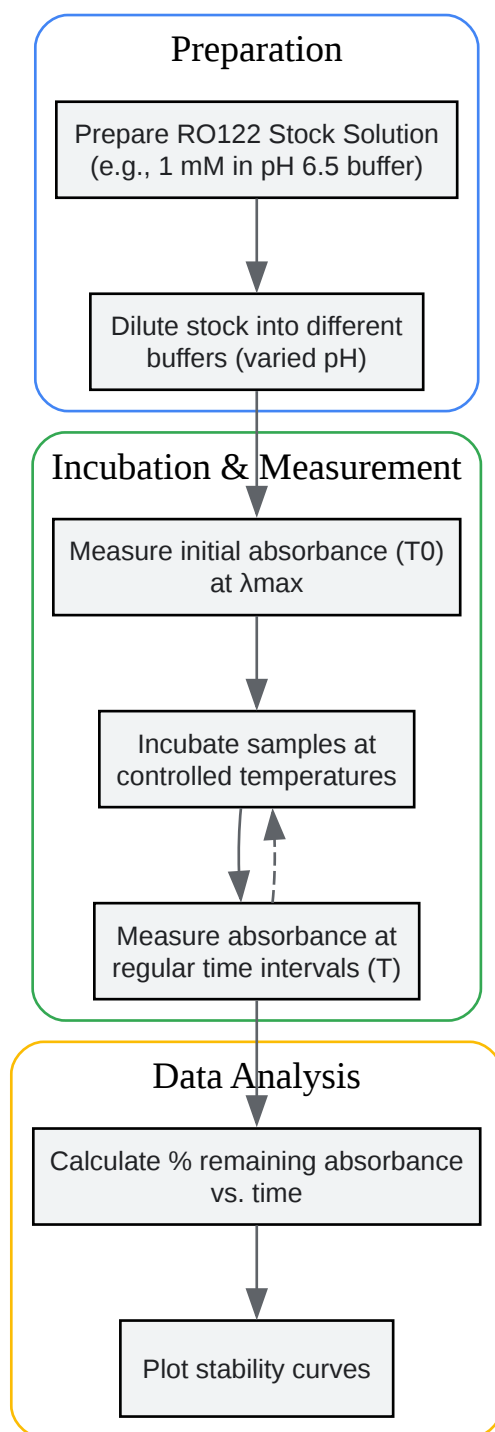 Preparation
Prepare RO122 Stock Solution
(e.g., 1 mM in pH 6.5 buffer)
Dilute stock into different
buffers (varied pH)
Incubation & Measurement
Measure initial absorbance (T0)
at λmax
Incubate samples at
controlled temperatures
Measure absorbance at
regular time intervals (T)
Data Analysis
Calculate % remaining absorbance
vs. time
Plot stability curves